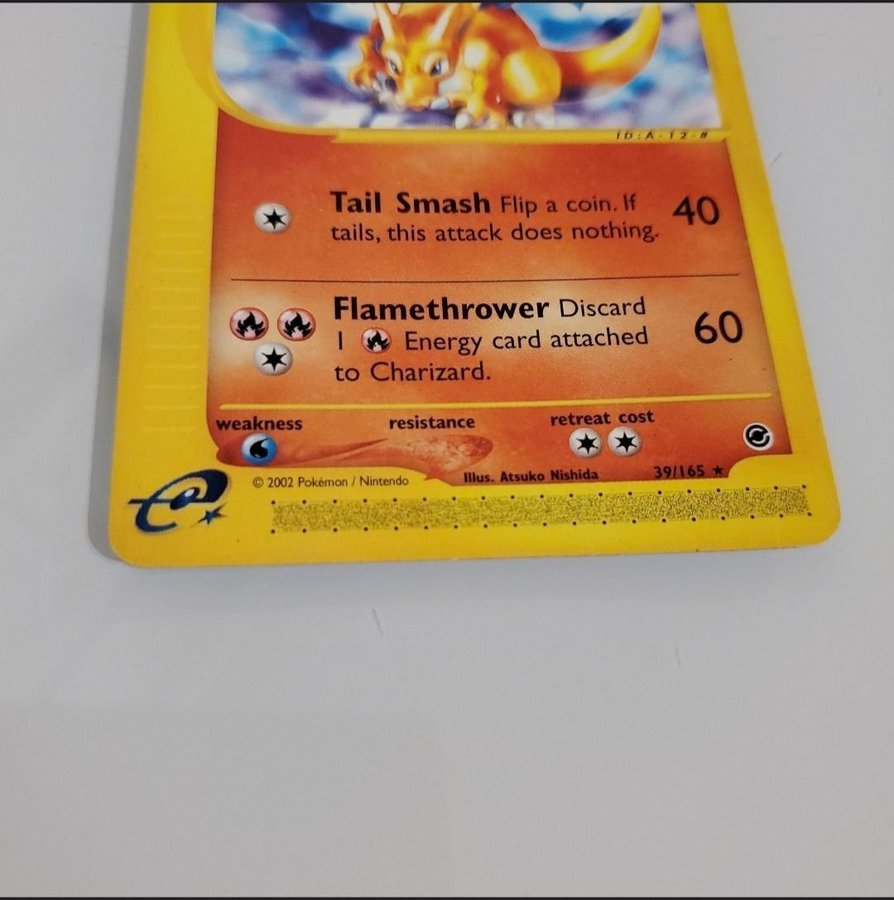 ID:A-12-#
Tail Smash Flip a coin. If
tails, this attack does nothing.
40
Flamethrower Discard
1 Energy card attached
to Charizard.
60
weakness resistance retreat cost
© 2002 Pokémon / Nintendo Illus. Atsuko Nishida 39/165 ★
e